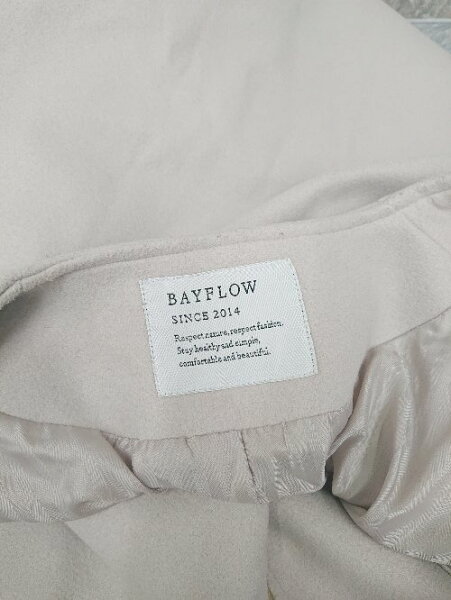 BAYFLOW
SINCE 2014
Respect nature, respect fashion.
Stay healthy and simple,
comfortable and beautiful.